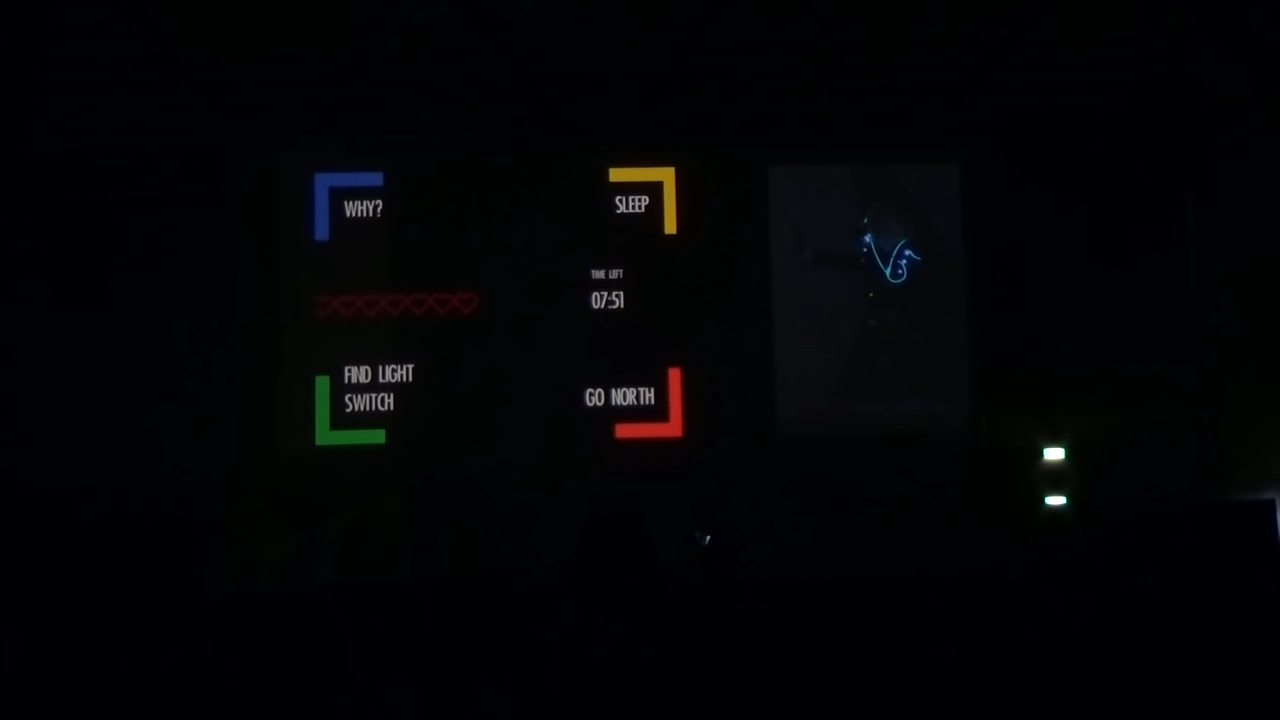 WHY?
SLEEP
TIME LEFT
07:51
FIND LIGHT
SWITCH
GO NORTH